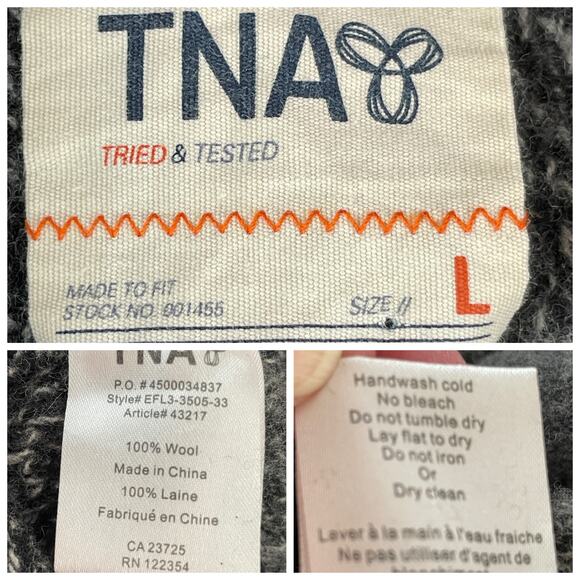 TNA
TRIED & TESTED
MADE TO FIT
STOCK NO. 001455
SIZE //
L
TNA
P.O. # 4500034837
Style# EFL3-3505-33
Article# 43217
100% Wool
Made in China
100% Laine
Fabriqué en Chine
CA 23725
RN 122354
Handwash cold
No bleach
Do not tumble dry
Lay flat to dry
Do not iron
Or
Dry clean
Laver à la main à l'eau fraiche
Ne pas utiliser d'agent de
blanchiment